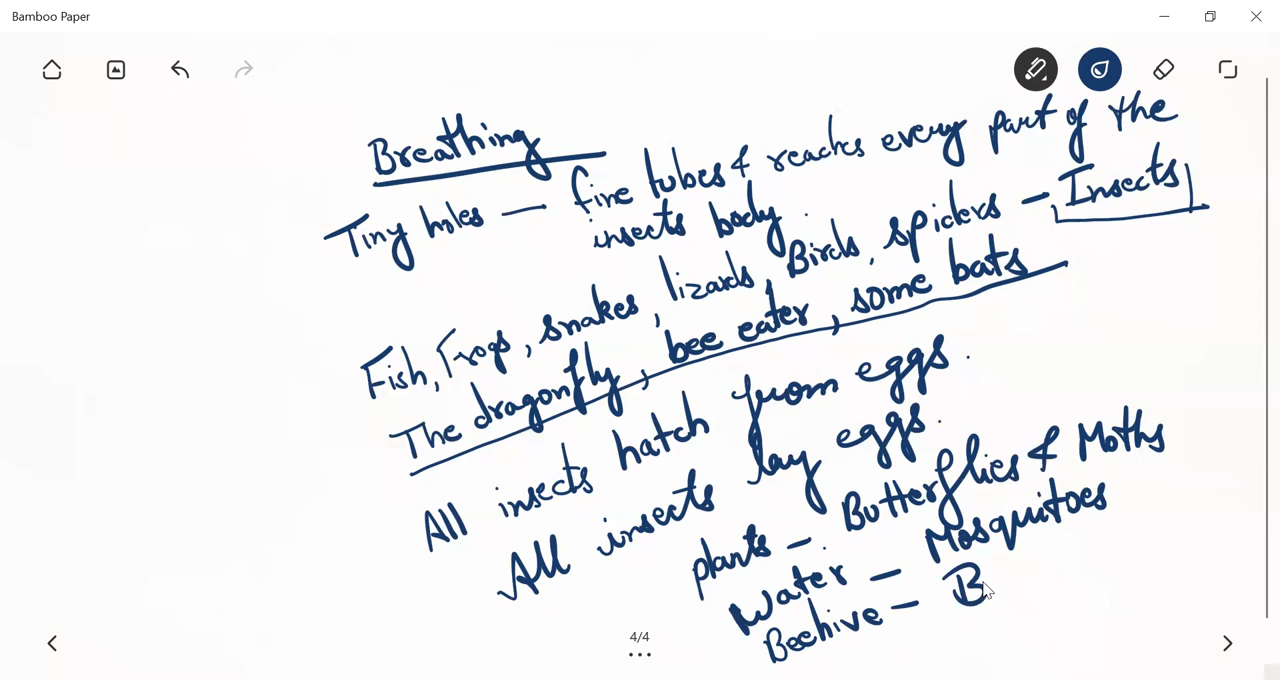 Bamboo Paper
Breathing
Tiny holes — fine tubes & reaches every part of the
insects body.
Fish, Frogs, snakes, lizards, Birds, spiders — Insects
The dragonfly, bee eater, some bats
All insects hatch from eggs.
All insects lay eggs.
plants — Butterflies & Moths
Water — Mosquitoes
Beehive — B
4/4